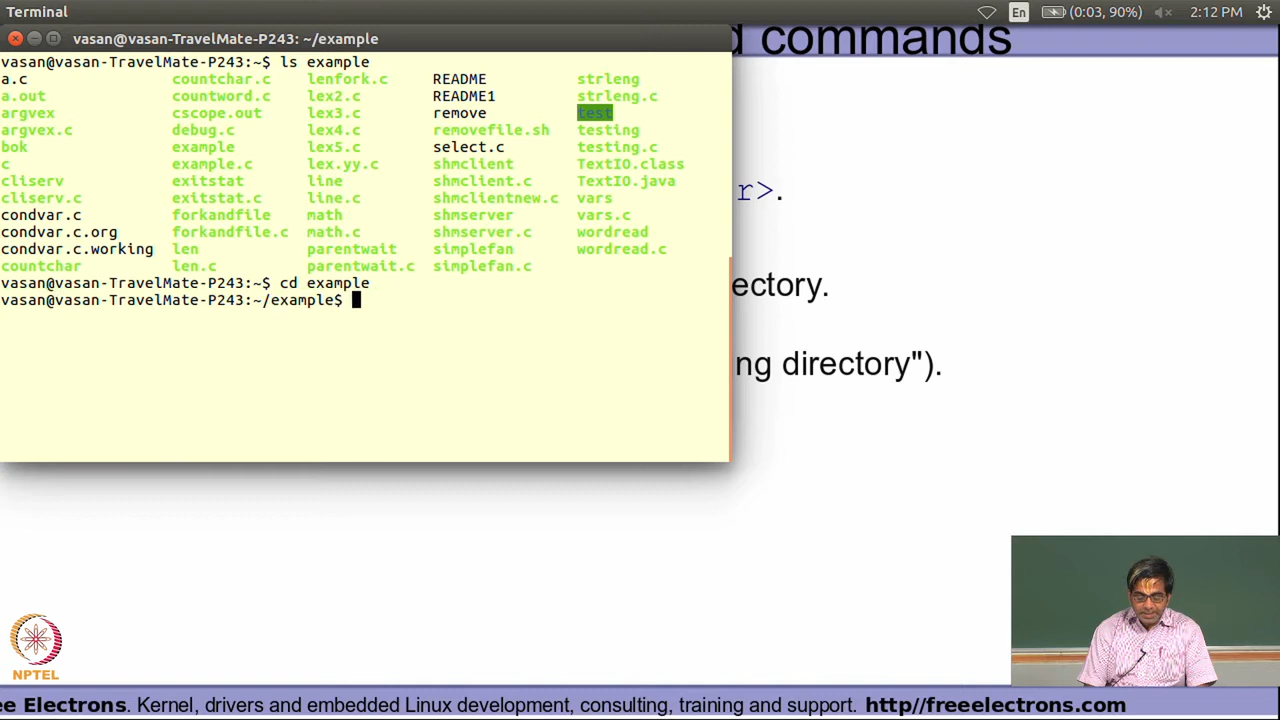 Terminal
En (0:03, 90%) 2:12 PM
vasan@vasan-TravelMate-P243: ~/example
d commands
vasan@vasan-TravelMate-P243:~$ ls example
a.c countchar.c lenfork.c README strleng
a.out countword.c lex2.c README1 strleng.c
argvex cscope.out lex3.c remove test
argvex.c debug.c lex4.c removefile.sh testing
bok example lex5.c select.c testing.c
c example.c lex.yy.c shmclient TextIO.class
cliserv exitstat line shmclient.c TextIO.java
cliserv.c exitstat.c line.c shmclientnew.c vars
condvar.c forkandfile math shmserver vars.c
condvar.c.org forkandfile.c math.c shmserver.c wordread
condvar.c.working len parentwait simplefan wordread.c
countchar len.c parentwait.c simplefan.c
vasan@vasan-TravelMate-P243:~$ cd example
vasan@vasan-TravelMate-P243:~/example$
r>.
ectory.
ng directory").
NPTEL
ee Electrons. Kernel, drivers and embedded Linux development, consulting, training and support. http//freeelectrons.com